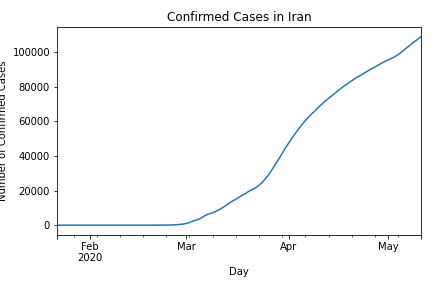 Confirmed Cases in Iran
Number of Confirmed Cases
100000
80000
60000
40000
20000
0
Feb
2020
Mar
Apr
May
Day